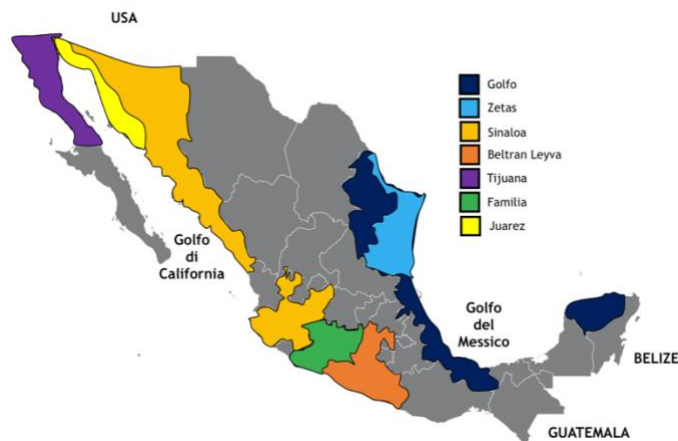 USA
Golfo
Zetas
Sinaloa
Beltran Leyva
Tijuana
Familia
Juarez
Golfo
di
California
Golfo
del
Messico
BELIZE
GUATEMALA